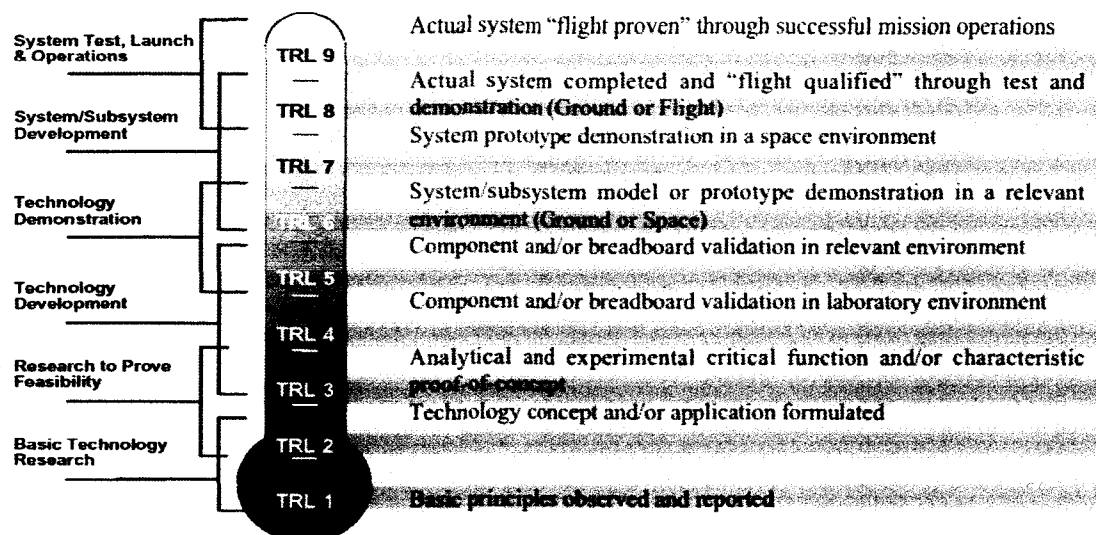 System Test, Launch
& Operations
System/Subsystem
Development
Technology
Demonstration
Technology
Development
Research to Prove
Feasibility
Basic Technology
Research
TRL 9
TRL 8
TRL 7
TRL 6
TRL 5
TRL 4
TRL 3
TRL 2
TRL 1
Actual system “flight proven” through successful mission operations
Actual system completed and “flight qualified” through test and
demonstration (Ground or Flight)
System prototype demonstration in a space environment
System/subsystem model or prototype demonstration in a relevant
environment (Ground or Space)
Component and/or breadboard validation in relevant environment
Component and/or breadboard validation in laboratory environment
Analytical and experimental critical function and/or characteristic
proof-of-concept
Technology concept and/or application formulated
Basic principles observed and reported